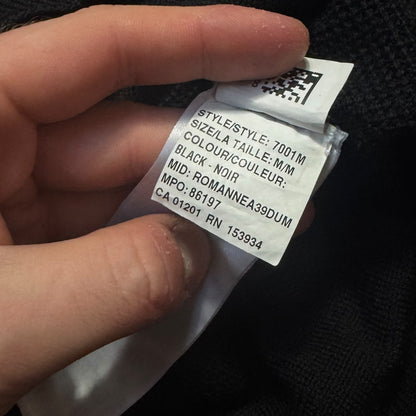 STYLE/STYLE: 7001M
SIZE/LA TAILLE: M/M
COLOUR/COULEUR:
BLACK - NOIR
MID: ROMANNEA39DUM
MPO: 86197
CA 01201 RN 153934